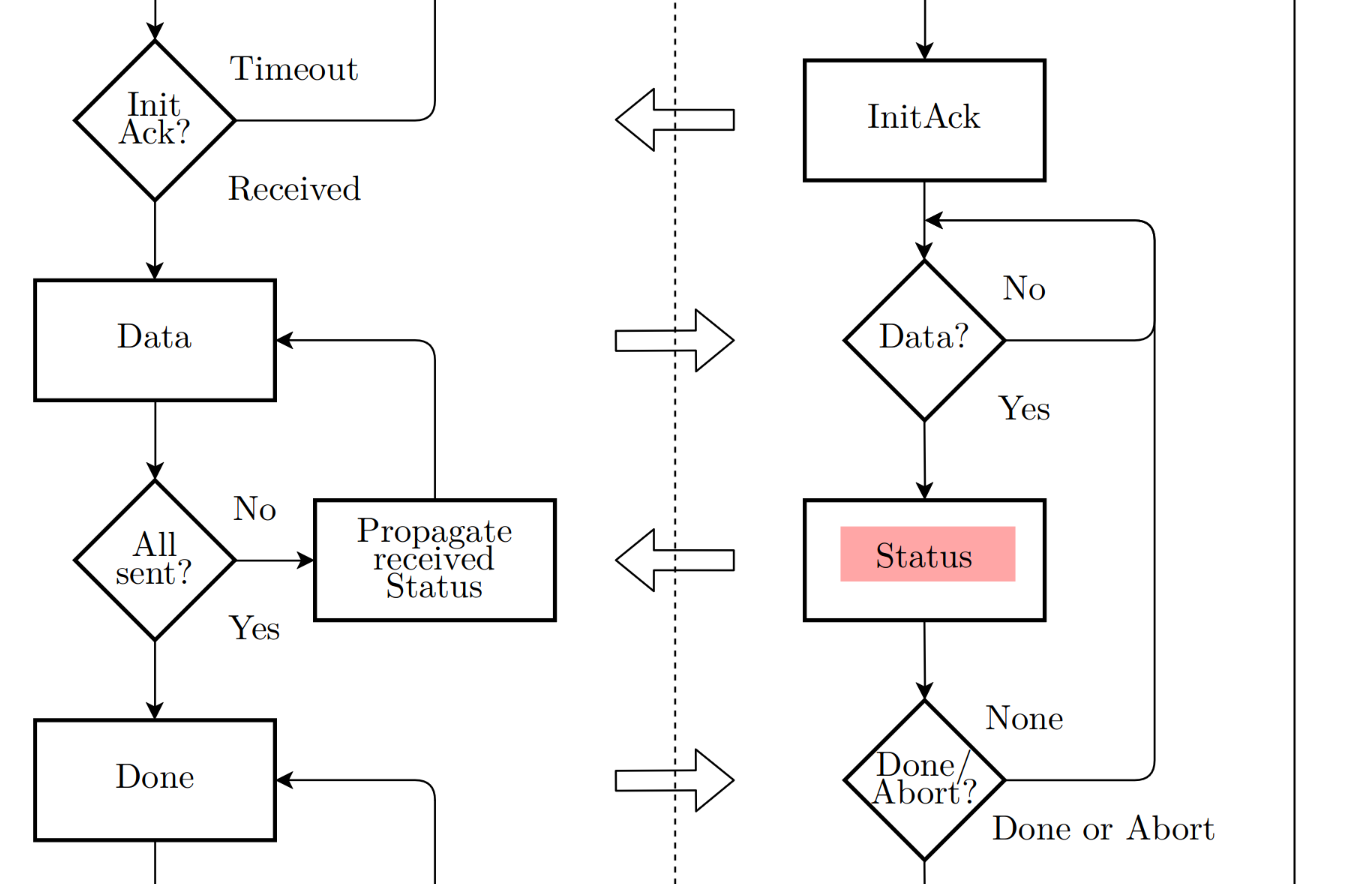 Timeout
Init
Ack?
Received
InitAck
Data
No
Data?
Yes
No
All
sent?
Yes
Propagate
received
Status
Status
Done
None
Done/
Abort?
Done or Abort